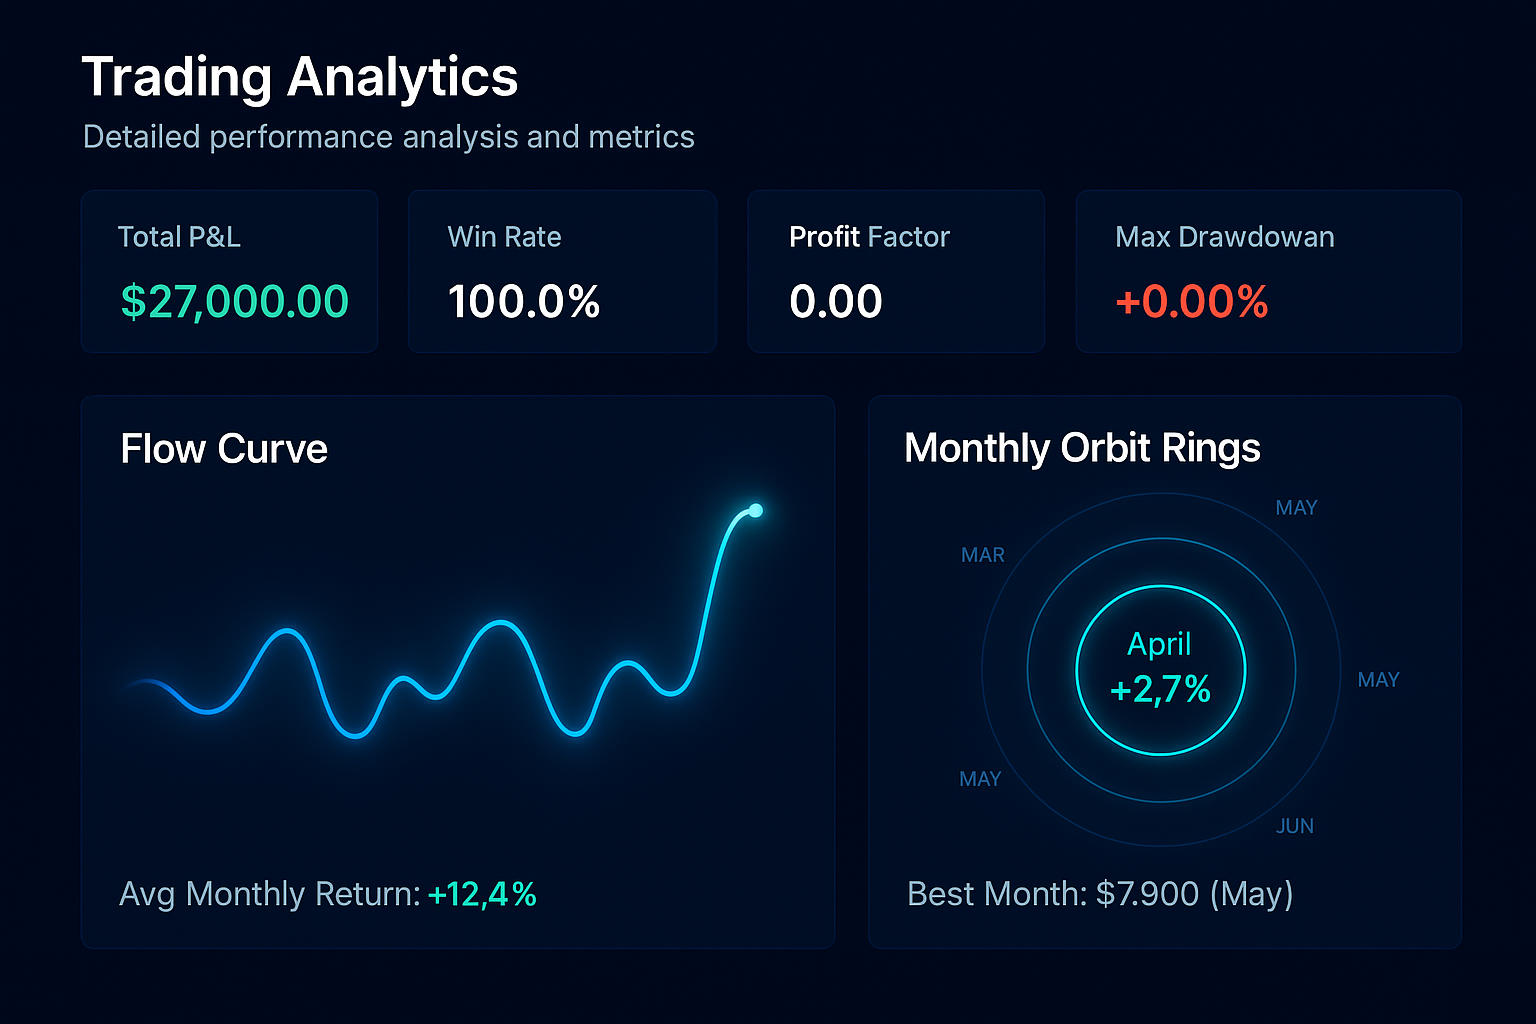 Trading Analytics
Detailed performance analysis and metrics
Total P&L
$27,000.00
Win Rate
100.0%
Profit Factor
0.00
Max Drawdowan
+0.00%
Flow Curve
Avg Monthly Return: +12,4%
Monthly Orbit Rings
MAY
MAR
April
+2,7%
MAY
MAY
JUN
Best Month: $7.900 (May)